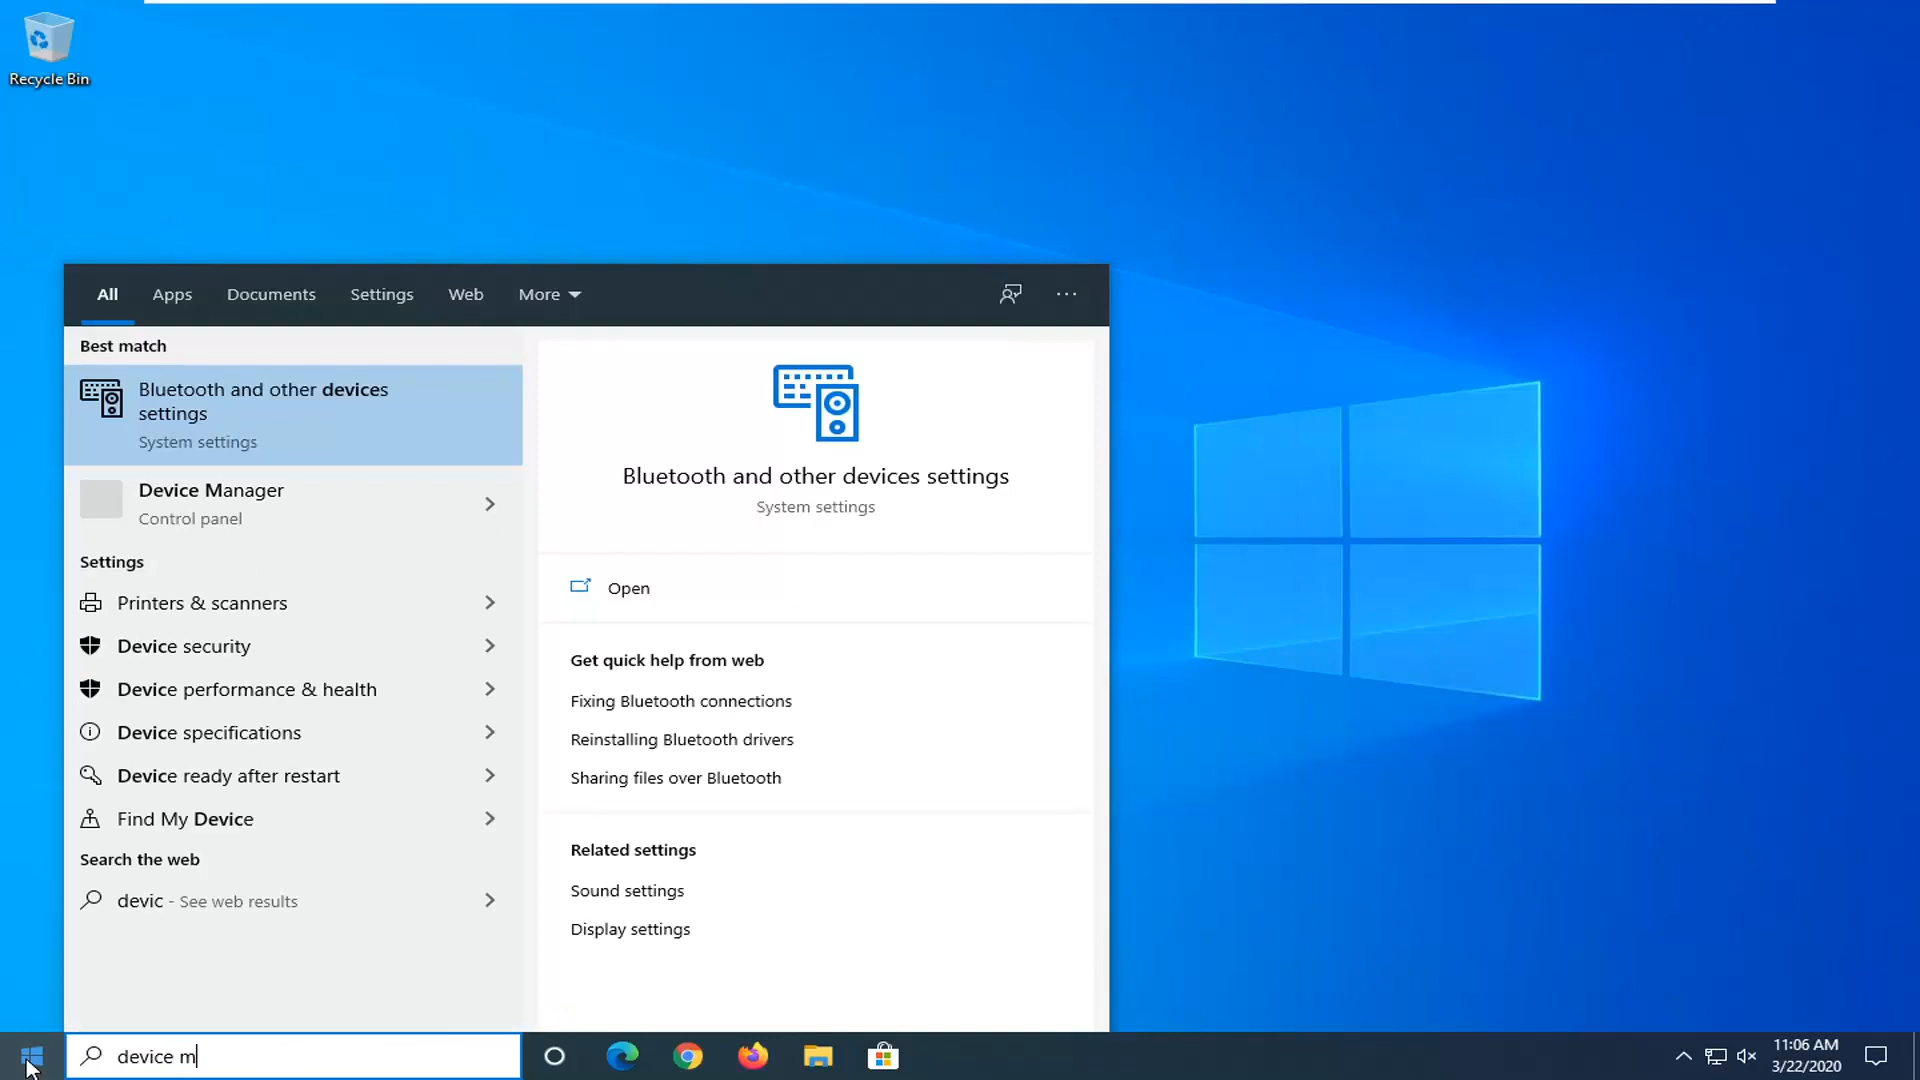 Recycle Bin
All Apps Documents Settings Web More
Best match
Bluetooth and other devices
settings
System settings
Device Manager
Control panel
Settings
Printers & scanners
Device security
Device performance & health
Device specifications
Device ready after restart
Find My Device
Search the web
devic - See web results
Bluetooth and other devices settings
System settings
Open
Get quick help from web
Fixing Bluetooth connections
Reinstalling Bluetooth drivers
Sharing files over Bluetooth
Related settings
Sound settings
Display settings
device m
11:06 AM
3/22/2020